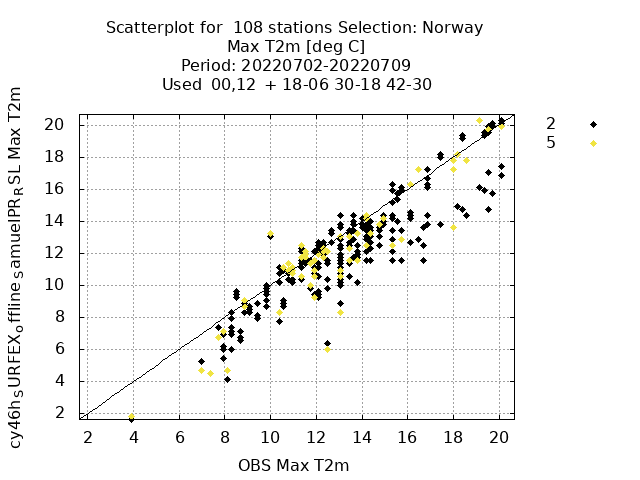 Scatterplot for  108 stations Selection: Norway
Max T2m [deg C]
Period: 20220702-20220709
Used  00,12  + 18-06 30-18 42-30
cy46hSURFEXoffline samuelPRRSL Max T2m
20
18
16
14
12
10
8
6
4
2
2 4 6 8 10 12 14 16 18 20
OBS Max T2m
2
5